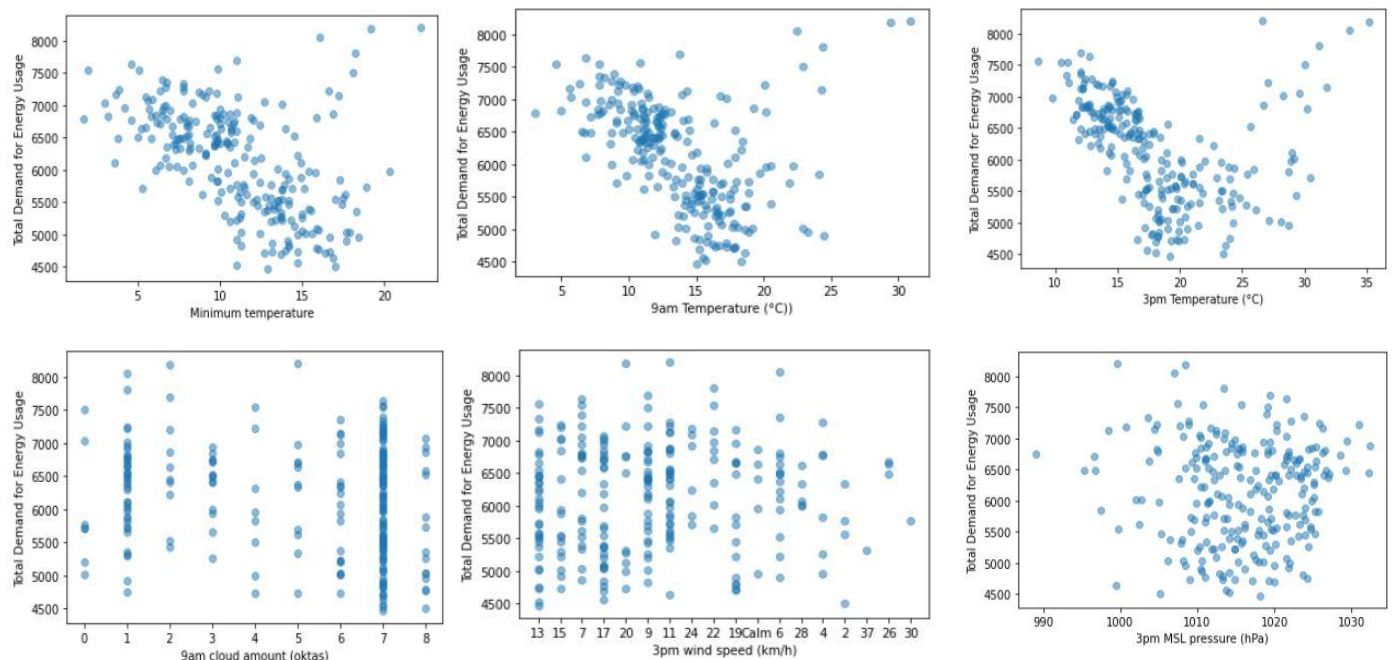 Total Demand for Energy Usage
8000
7500
7000
6500
6000
5500
5000
4500
5 10 15 20
Minimum temperature
Total Demand for Energy Usage
8000
7500
7000
6500
6000
5500
5000
4500
5 10 15 20 25 30
9am Temperature (°C))
Total Demand for Energy Usage
8000
7500
7000
6500
6000
5500
5000
4500
10 15 20 25 30 35
3pm Temperature (°C)
Total Demand for Energy Usage
8000
7500
7000
6500
6000
5500
5000
4500
0 1 2 3 4 5 6 7 8
9am cloud amount (oktas)
Total Demand for Energy Usage
8000
7500
7000
6500
6000
5500
5000
4500
13 15 7 17 20 9 11 24 22 19Calm 6 28 4 2 37 26 30
3pm wind speed (km/h)
Total Demand for Energy Usage
8000
7500
7000
6500
6000
5500
5000
4500
990 1000 1010 1020 1030
3pm MSL pressure (hPa)